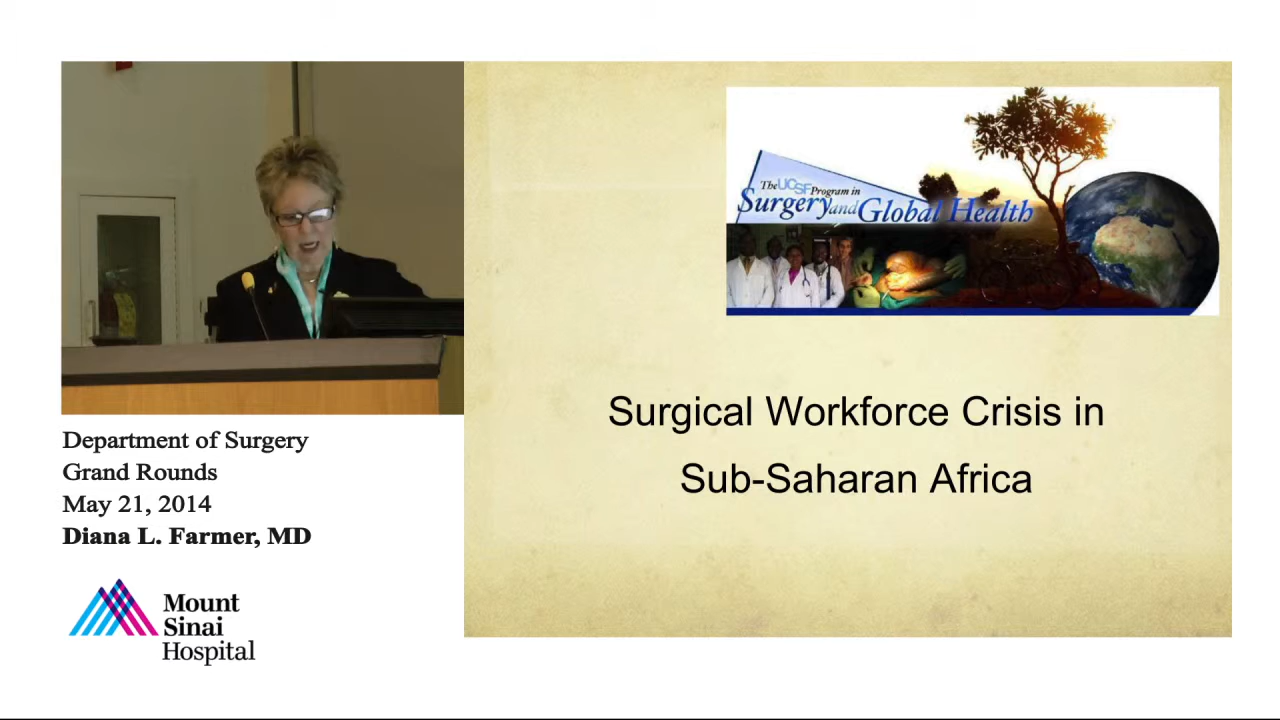 The UCSF Program in
Surgery and Global Health
Surgical Workforce Crisis in
Sub-Saharan Africa
Department of Surgery
Grand Rounds
May 21, 2014
Diana L. Farmer, MD
Mount
Sinai
Hospital